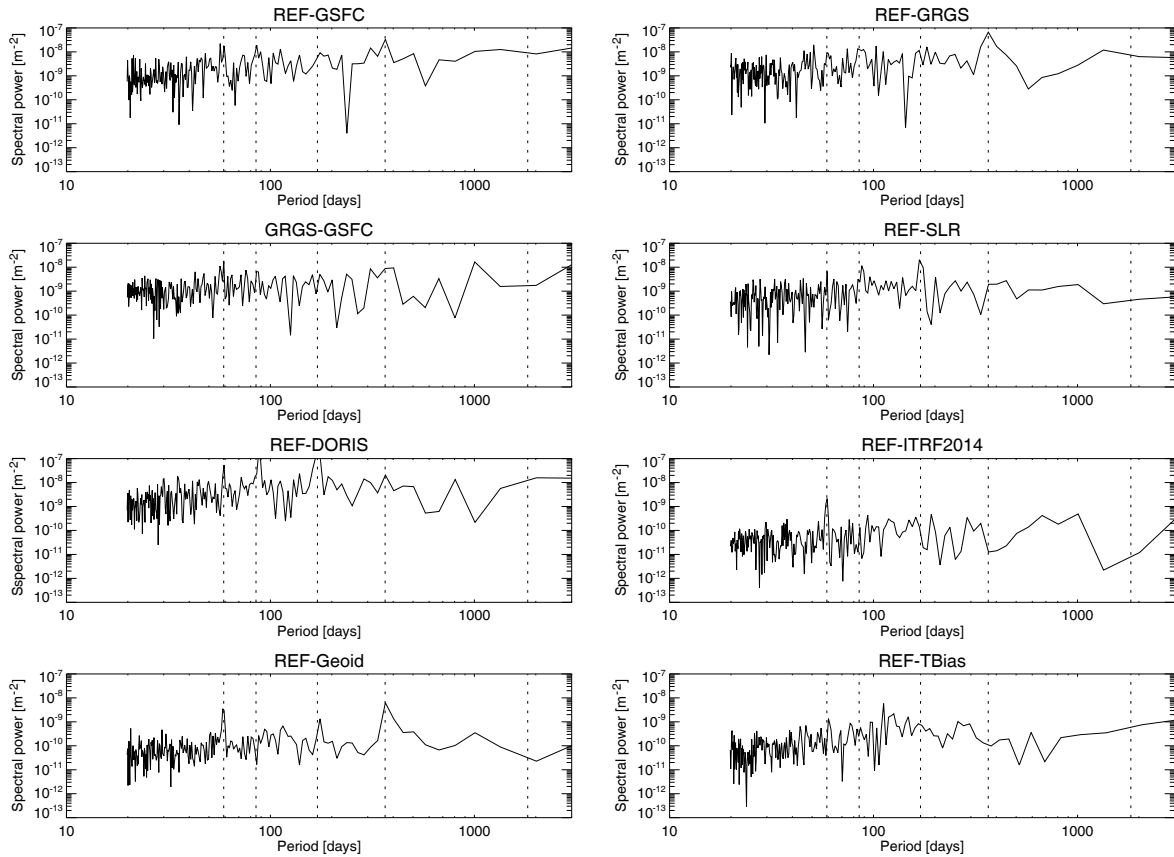 REF-GSFC
Spectral power [m⁻²]
10⁻⁷
10⁻⁸
10⁻⁹
10⁻¹⁰
10⁻¹¹
10⁻¹²
10⁻¹³
10 100 1000
Period [days]
REF-GRGS
Spectral power [m⁻²]
10⁻⁷
10⁻⁸
10⁻⁹
10⁻¹⁰
10⁻¹¹
10⁻¹²
10⁻¹³
10 100 1000
Period [days]
GRGS-GSFC
Spectral power [m⁻²]
10⁻⁷
10⁻⁸
10⁻⁹
10⁻¹⁰
10⁻¹¹
10⁻¹²
10⁻¹³
10 100 1000
Period [days]
REF-SLR
Spectral power [m⁻²]
10⁻⁷
10⁻⁸
10⁻⁹
10⁻¹⁰
10⁻¹¹
10⁻¹²
10⁻¹³
10 100 1000
Period [days]
REF-DORIS
Sspectral power [m⁻²]
10⁻⁷
10⁻⁸
10⁻⁹
10⁻¹⁰
10⁻¹¹
10⁻¹²
10⁻¹³
10 100 1000
Period [days]
REF-ITRF2014
Spectral power [m⁻²]
10⁻⁷
10⁻⁸
10⁻⁹
10⁻¹⁰
10⁻¹¹
10⁻¹²
10⁻¹³
10 100 1000
Period [days]
REF-Geoid
Spectral power [m⁻²]
10⁻⁷
10⁻⁸
10⁻⁹
10⁻¹⁰
10⁻¹¹
10⁻¹²
10⁻¹³
10 100 1000
Period [days]
REF-TBias
Spectral power [m⁻²]
10⁻⁷
10⁻⁸
10⁻⁹
10⁻¹⁰
10⁻¹¹
10⁻¹²
10⁻¹³
10 100 1000
Period [days]